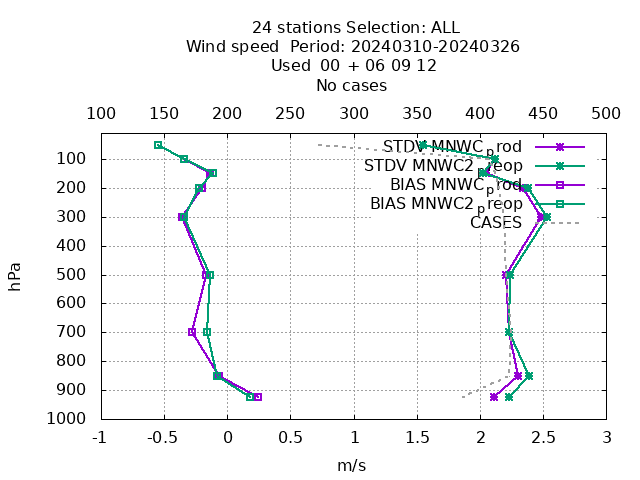 24 stations Selection: ALL
Wind speed  Period: 20240310-20240326
Used  00 + 06 09 12
No cases
100 150 200 250 300 350 400 450 500
STDV MNWC_prod
STDV MNWC2_preop
BIAS MNWC_prod
BIAS MNWC2_preop
CASES
hPa
100
200
300
400
500
600
700
800
900
1000
-1 -0.5 0 0.5 1 1.5 2 2.5 3
m/s